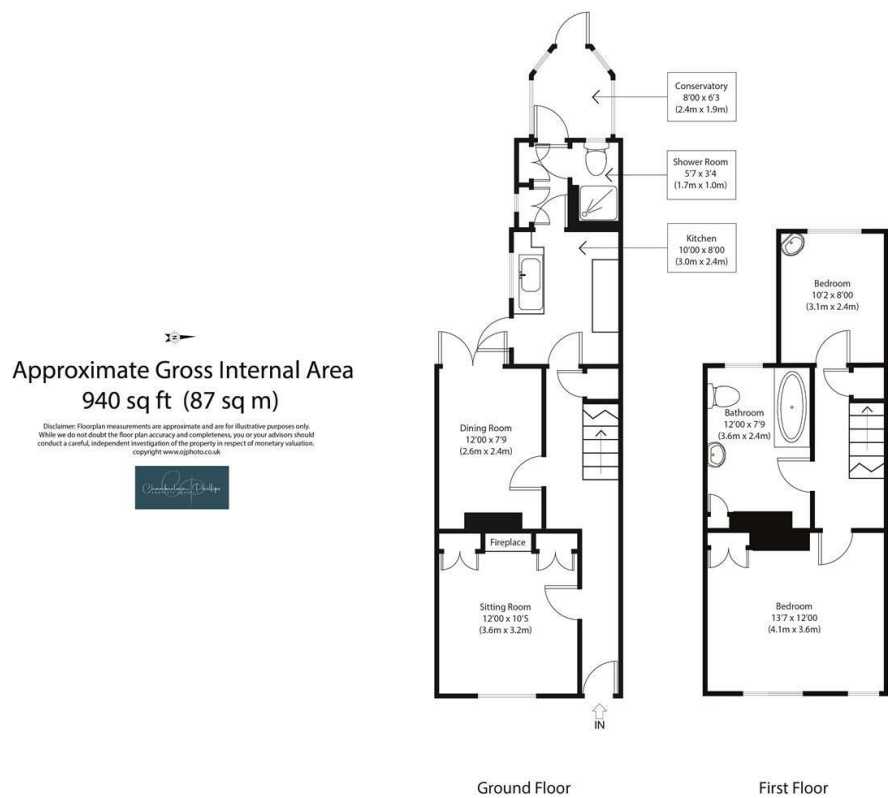 Conservatory
8'00 x 6'3
(2.4m x 1.9m)
Shower Room
5'7 x 3'4
(1.7m x 1.0m)
Kitchen
10'00 x 8'00
(3.0m x 2.4m)
Bedroom
10'2 x 8'00
(3.1m x 2.4m)
N
Approximate Gross Internal Area
940 sq ft (87 sq m)
Disclaimer: Floorplan measurements are approximate and are for illustrative purposes only.
While we do not doubt the floor plan accuracy and completeness, you or your advisors should
conduct a careful, independent investigation of the property in respect of monetary valuation.
copyright www.ojphoto.co.uk
Chamberlain Phillips
Dining Room
12'00 x 7'9
(2.6m x 2.4m)
Bathroom
12'00 x 7'9
(3.6m x 2.4m)
Fireplace
Sitting Room
12'00 x 10'5
(3.6m x 3.2m)
Bedroom
13'7 x 12'00
(4.1m x 3.6m)
IN
Ground Floor
First Floor